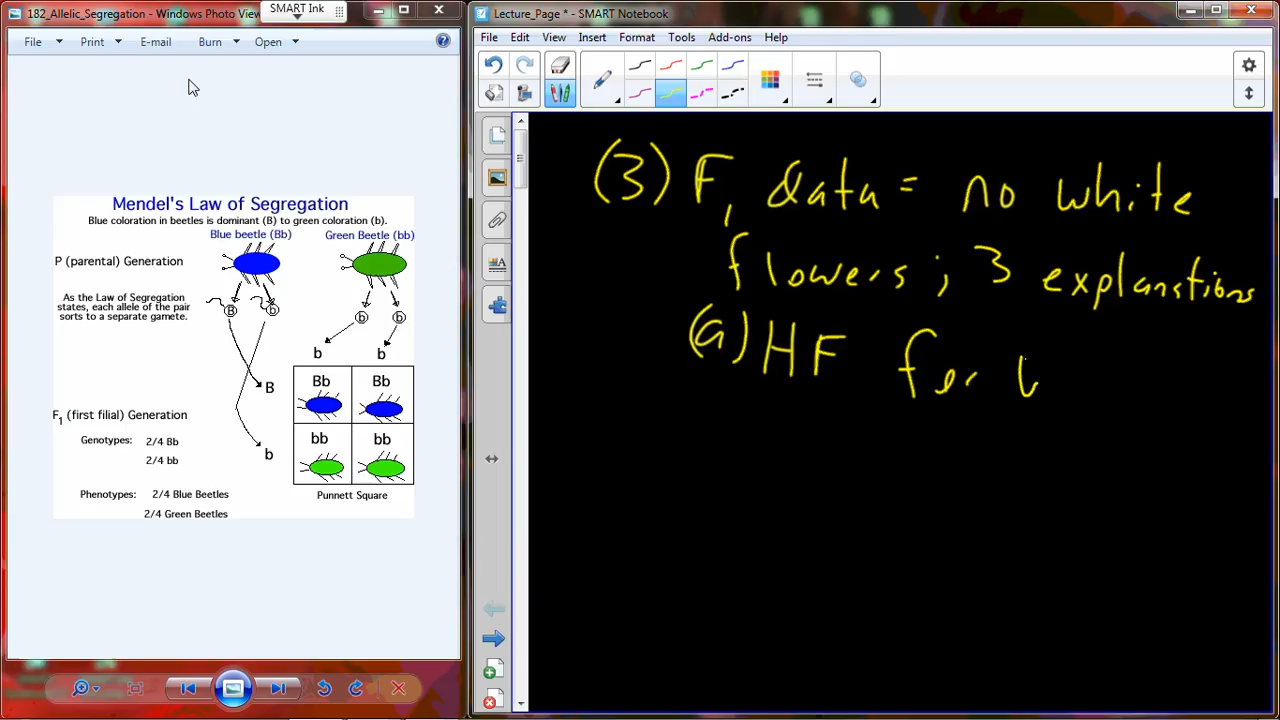 182_Allelic_Segregation - Windows Photo View
SMART Ink
File Print E-mail Burn Open
Mendel's Law of Segregation
Blue coloration in beetles is dominant (B) to green coloration (b).
Blue beetle (Bb) Green Beetle (bb)
P (parental) Generation
As the Law of Segregation
states, each allele of the pair
sorts to a separate gamete.
B b b b
b b
Bb Bb
B
F1 (first filial) Generation
Genotypes: 2/4 Bb
2/4 bb
bb bb
b
Phenotypes: 2/4 Blue Beetles
2/4 Green Beetles
Punnett Square
Lecture_Page * - SMART Notebook
File Edit View Insert Format Tools Add-ons Help
(3) F1 data = no white
flowers; 3 explanations
(a) HF for